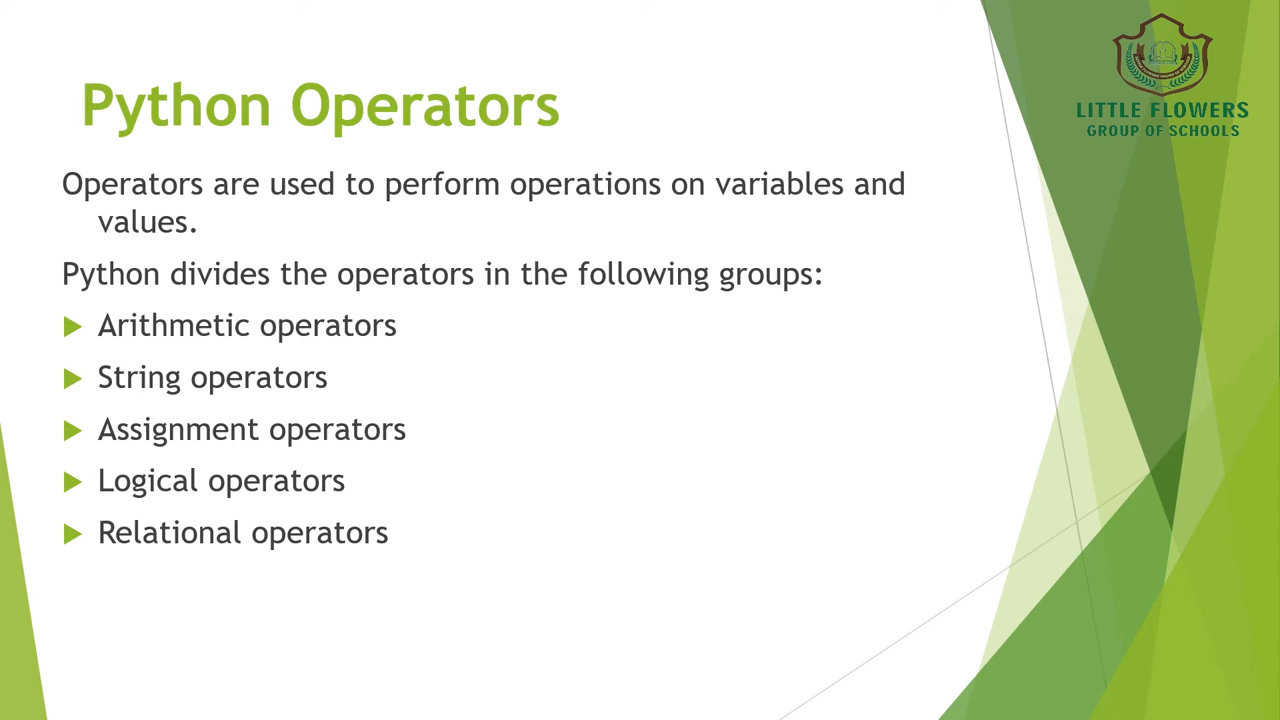 LITTLE FLOWERS
GROUP OF SCHOOLS
Python Operators
Operators are used to perform operations on variables and
values.
Python divides the operators in the following groups:
Arithmetic operators
String operators
Assignment operators
Logical operators
Relational operators